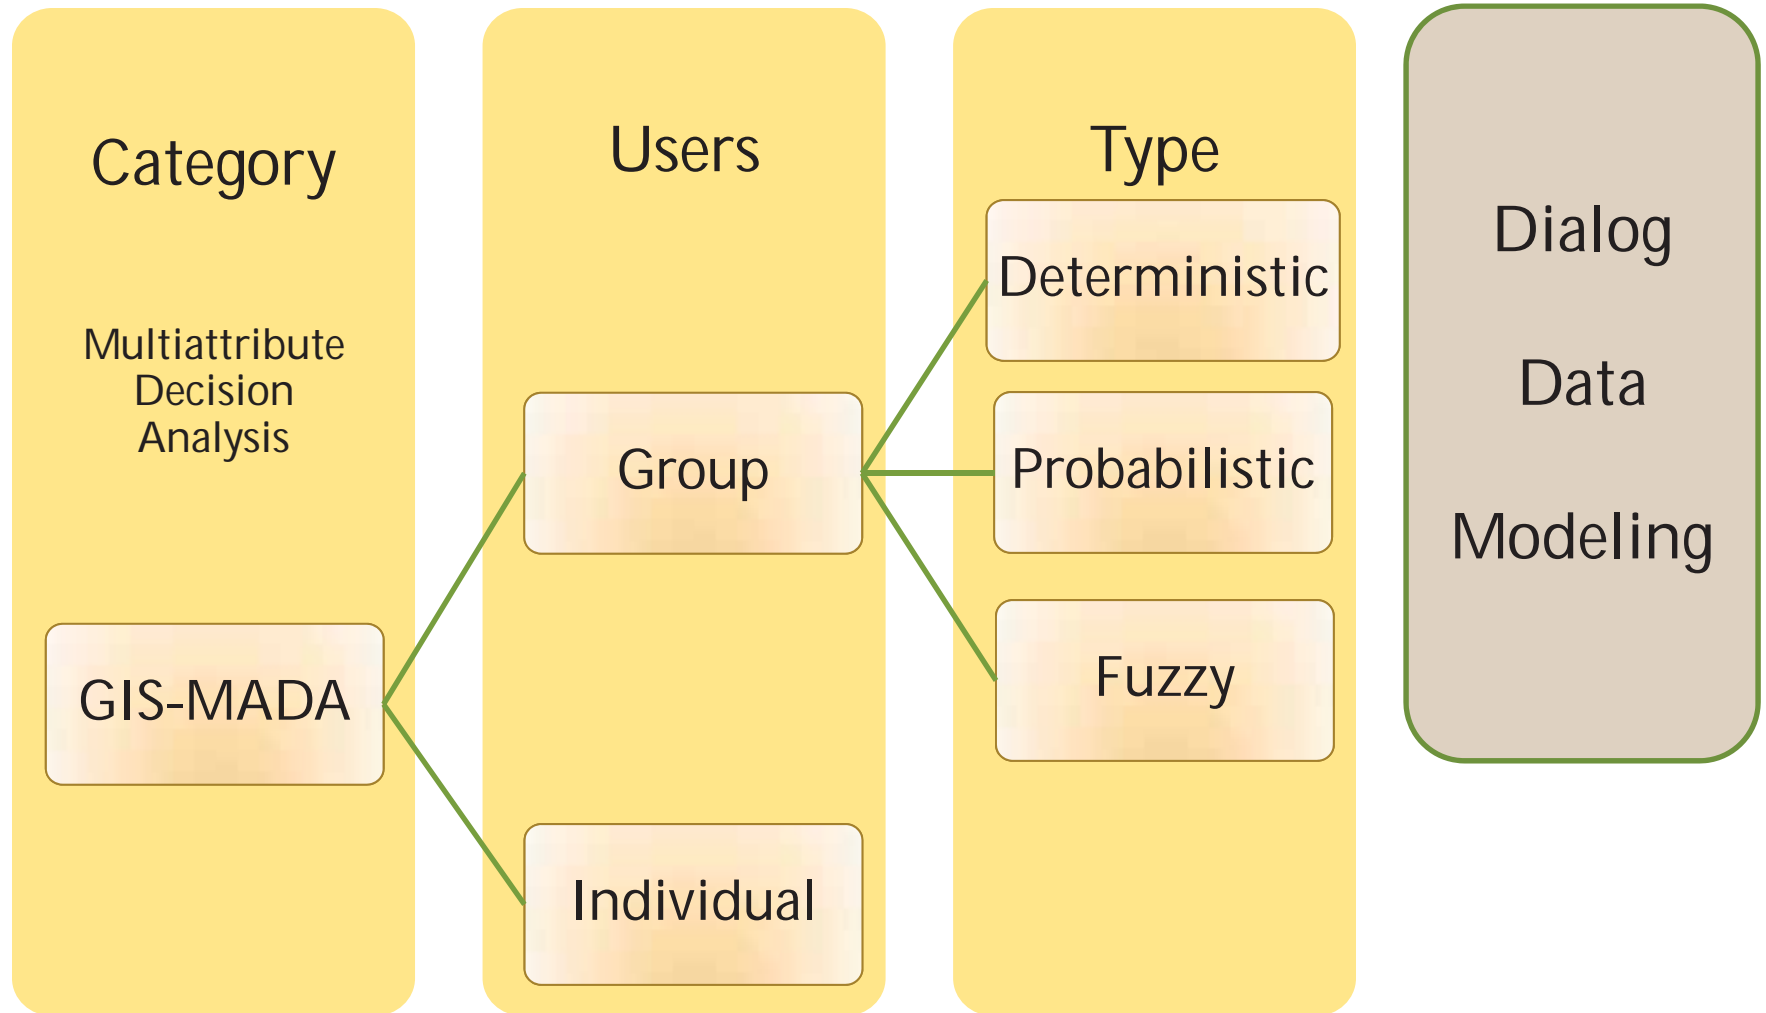 Category
Multiattribute
Decision
Analysis
GIS-MADA
Users
Group
Individual
Type
Deterministic
Probabilistic
Fuzzy
Dialog
Data
Modeling